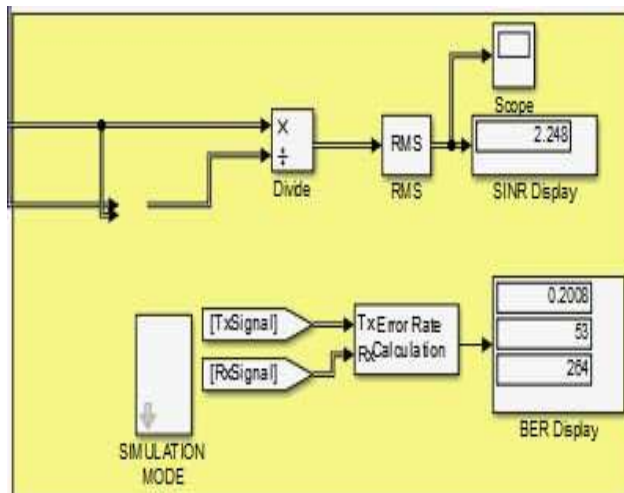 Scope
×
÷
Divide
RMS
RMS
2.248
SINR Display
[TxSignal]
[RxSignal]
Tx Error Rate
Rx Calculation
0.2008
53
264
BER Display
SIMULATION
MODE